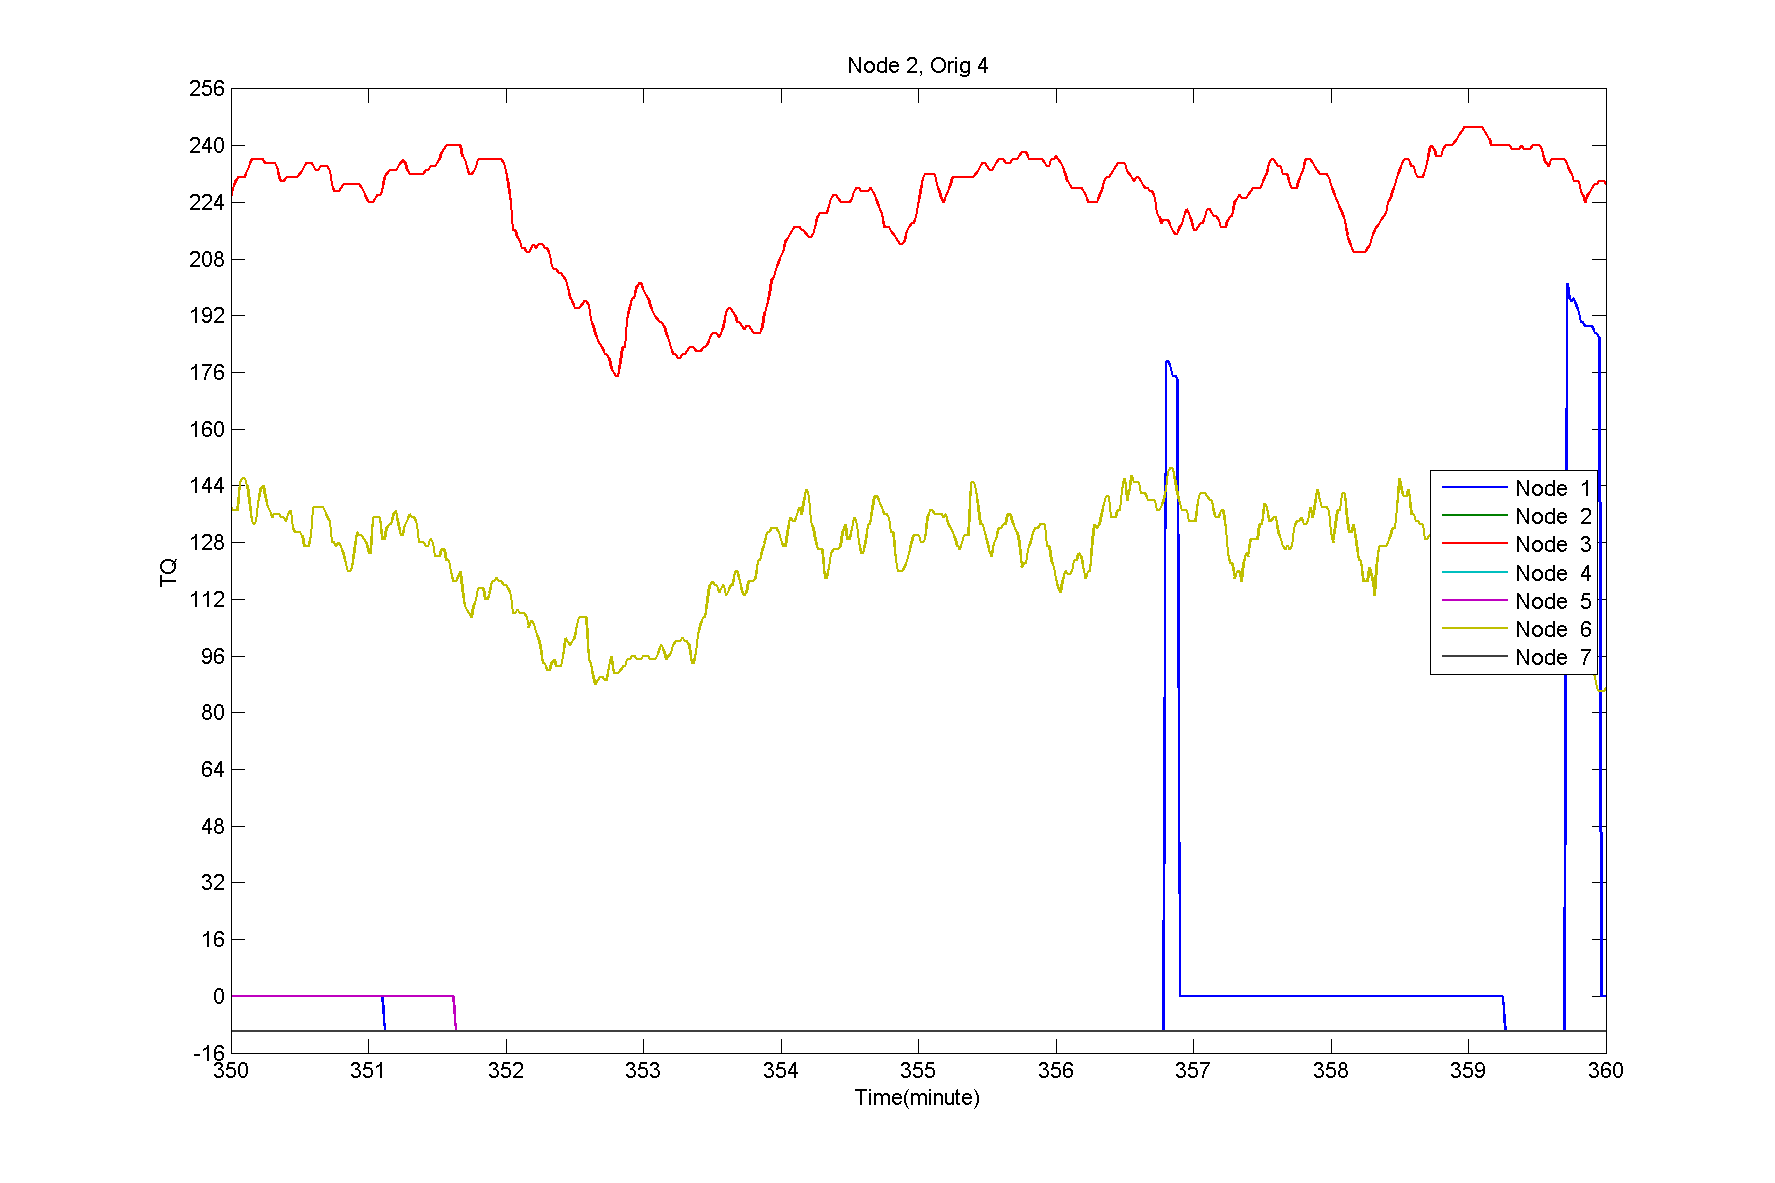 Node 2, Orig 4
256
240
224
208
192
176
160
144
128
112
96
80
64
48
32
16
0
-16
TQ
350 351 352 353 354 355 356 357 358 359 360
Time(minute)
Node 1
Node 2
Node 3
Node 4
Node 5
Node 6
Node 7